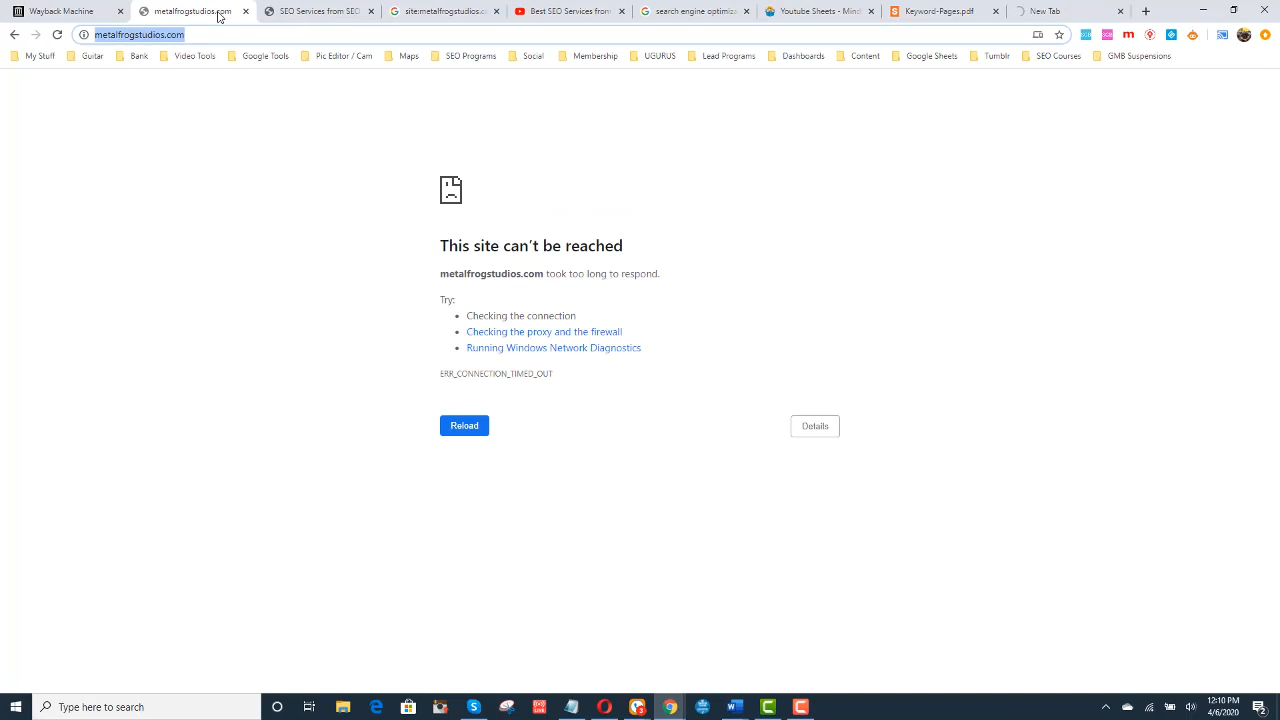 Wayback Machine
metalfrogstudios.com
SEO Services from SEO
site:metalfrogstudios.c
Best SEO Services from
search engine optimiza
Youtube Sheets - Mind
Keyword-Pages.pdf
New Tab
metalfrogstudios.com
My Stuff
Guitar
Bank
Video Tools
Google Tools
Pic Editor / Cam
Maps
SEO Programs
Social
Membership
UGURUS
Lead Programs
Dashboards
Content
Google Sheets
Tumblr
SEO Courses
GMB Suspensions
This site can't be reached
metalfrogstudios.com took too long to respond.
Try:
Checking the connection
Checking the proxy and the firewall
Running Windows Network Diagnostics
ERR_CONNECTION_TIMED_OUT
Reload
Details
Type here to search
12:10 PM
4/6/2020